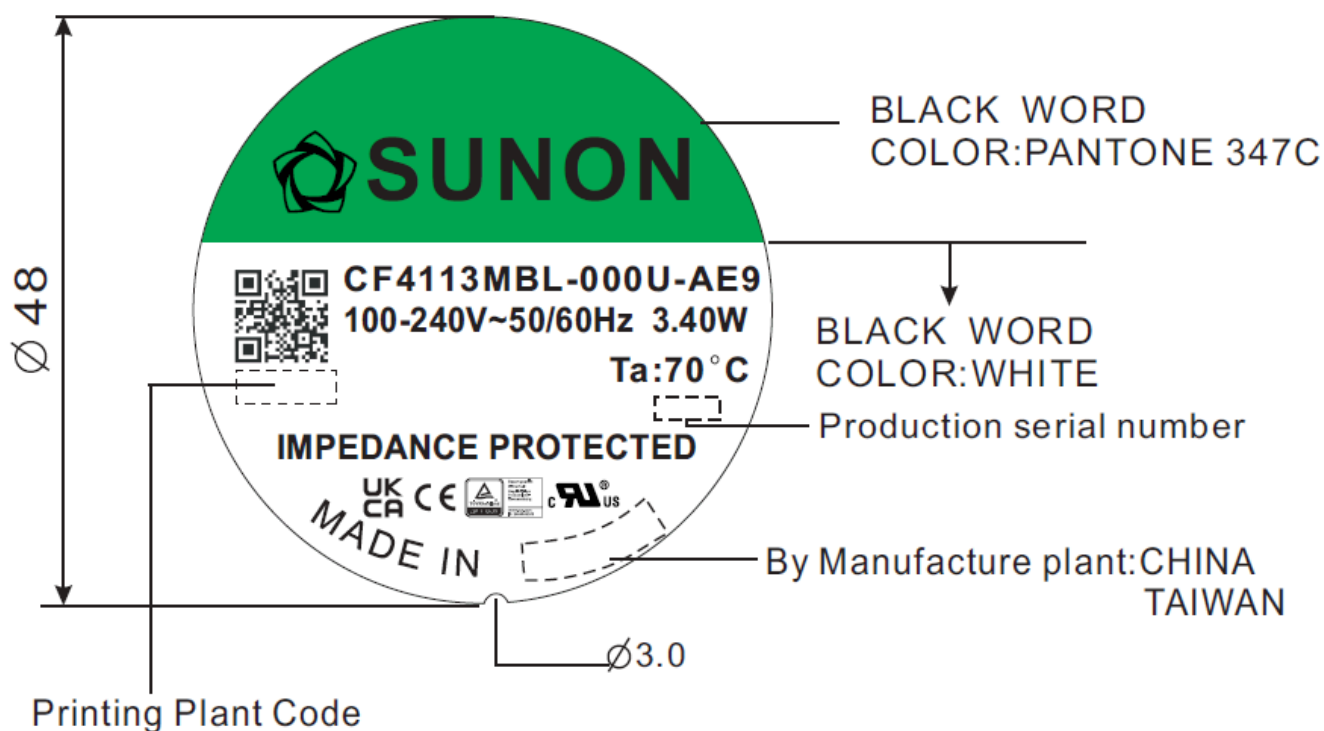 BLACK WORD
COLOR:PANTONE 347C
SUNON
Ø 48
CF4113MBL-000U-AE9
100-240V~50/60Hz 3.40W
BLACK WORD
COLOR:WHITE
Ta:70°C
Production serial number
IMPEDANCE PROTECTED
UK
CA CE c RU ® US
MADE IN
By Manufacture plant:CHINA
TAIWAN
Ø3.0
Printing Plant Code